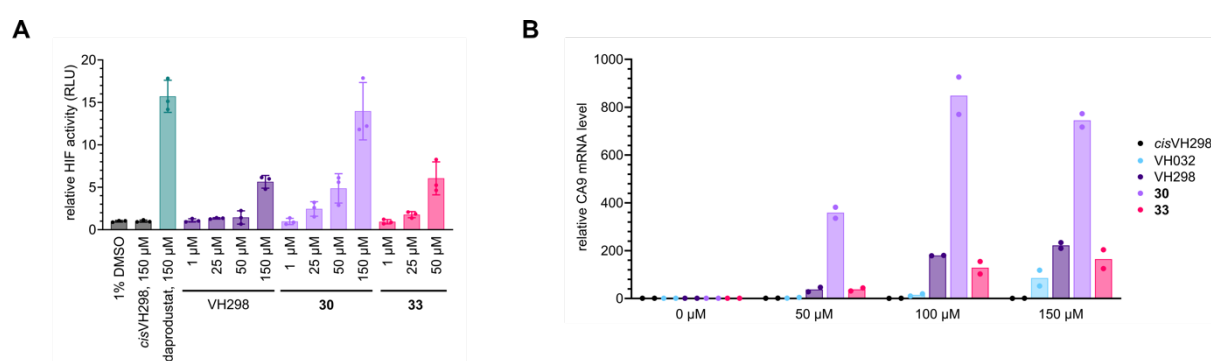 A
relative HIF activity (RLU)
20
15
10
5
0
1% DMSO
cisVH298, 150 µM
daprodustat, 150 µM
1 µM
25 µM
50 µM
150 µM
1 µM
25 µM
50 µM
150 µM
1 µM
25 µM
50 µM
VH298
30
33
B
relative CA9 mRNA level
1000
800
600
400
200
0
0 µM
50 µM
100 µM
150 µM
cisVH298
VH032
VH298
30
33